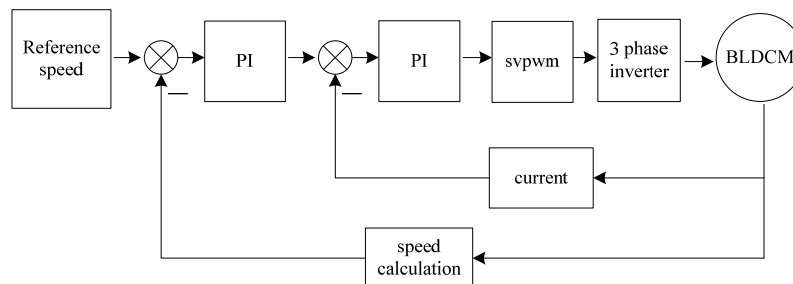 Reference
speed
PI
PI
svpwm
3 phase
inverter
BLDCM
current
speed
calculation